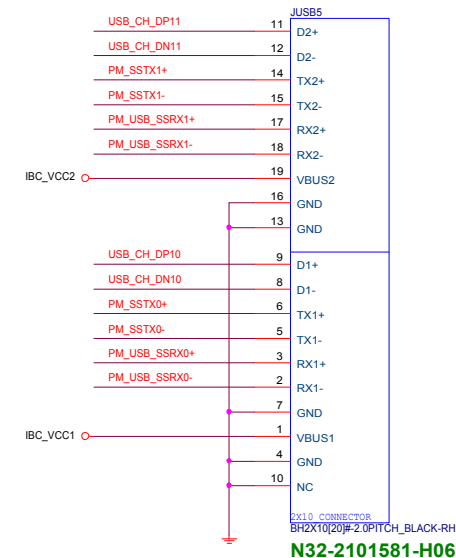 JUSB5
USB_CH_DP11 11 D2+
USB_CH_DN11 12 D2-
PM_SSTX1+ 14 TX2+
PM_SSTX1- 15 TX2-
PM_USB_SSRX1+ 17 RX2+
PM_USB_SSRX1- 18 RX2-
IBC_VCC2 19 VBUS2
16 GND
13 GND
USB_CH_DP10 9 D1+
USB_CH_DN10 8 D1-
PM_SSTX0+ 6 TX1+
PM_SSTX0- 5 TX1-
PM_USB_SSRX0+ 3 RX1+
PM_USB_SSRX0- 2 RX1-
7 GND
IBC_VCC1 1 VBUS1
4 GND
10 NC
2X10 CONNECTOR
BH2X10[20]#-2.0PITCH_BLACK-RH
N32-2101581-H06